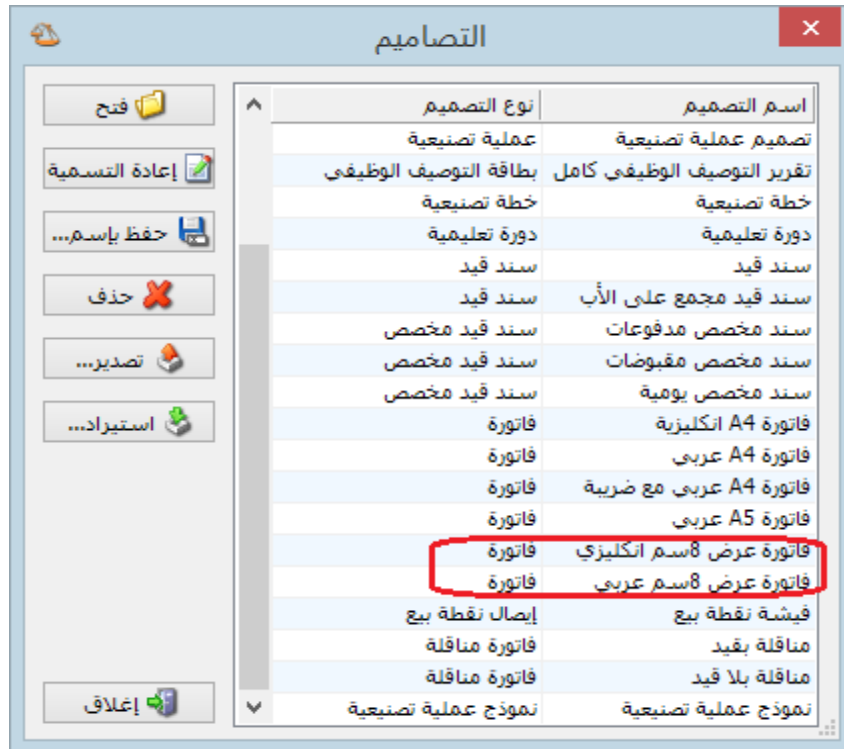 التصاميم
اسم التصميم نوع التصميم
تصميم عملية تصنيعية عملية تصنيعية
تقرير التوصيف الوظيفي كامل بطاقة التوصيف الوظيفي
خطة تصنيعية خطة تصنيعية
دورة تعليمية دورة تعليمية
سند قيد سند قيد
سند قيد مجمع على الأب سند قيد
سند مخصص مدفوعات سند قيد مخصص
سند مخصص مقبوضات سند قيد مخصص
سند مخصص يومية سند قيد مخصص
فاتورة A4 انكليزية فاتورة
فاتورة A4 عربي فاتورة
فاتورة A4 عربي مع ضريبة فاتورة
فاتورة A5 عربي فاتورة
فاتورة عرض 8سم انكليزي فاتورة
فاتورة عرض 8سم عربي فاتورة
فيشة نقطة بيع إيصال نقطة بيع
مناقلة بقيد فاتورة مناقلة
مناقلة بلا قيد فاتورة مناقلة
نموذج عملية تصنيعية نموذج عملية تصنيعية
فتح
إعادة التسمية
حفظ بإسم...
حذف
تصدير...
استيراد...
إغلاق